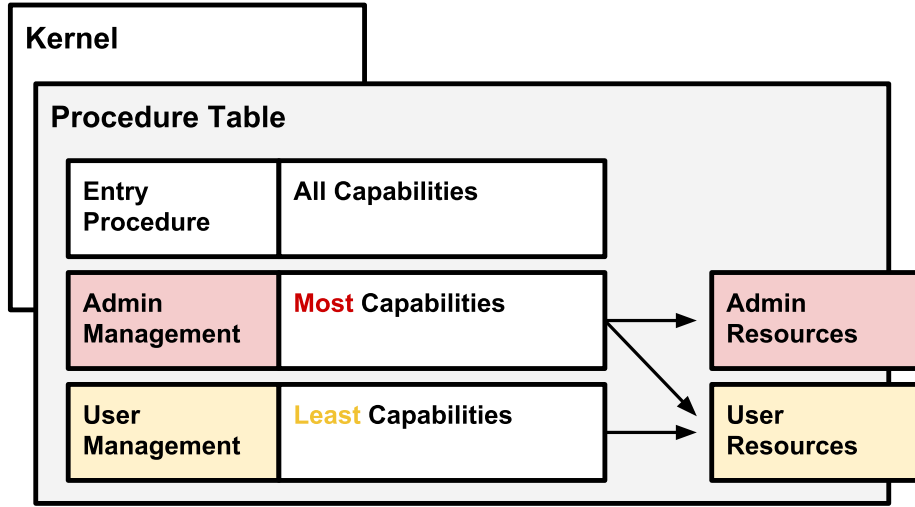 Kernel
Procedure Table
Entry
Procedure
All Capabilities
Admin
Management
Most Capabilities
Admin
Resources
User
Management
Least Capabilities
User
Resources